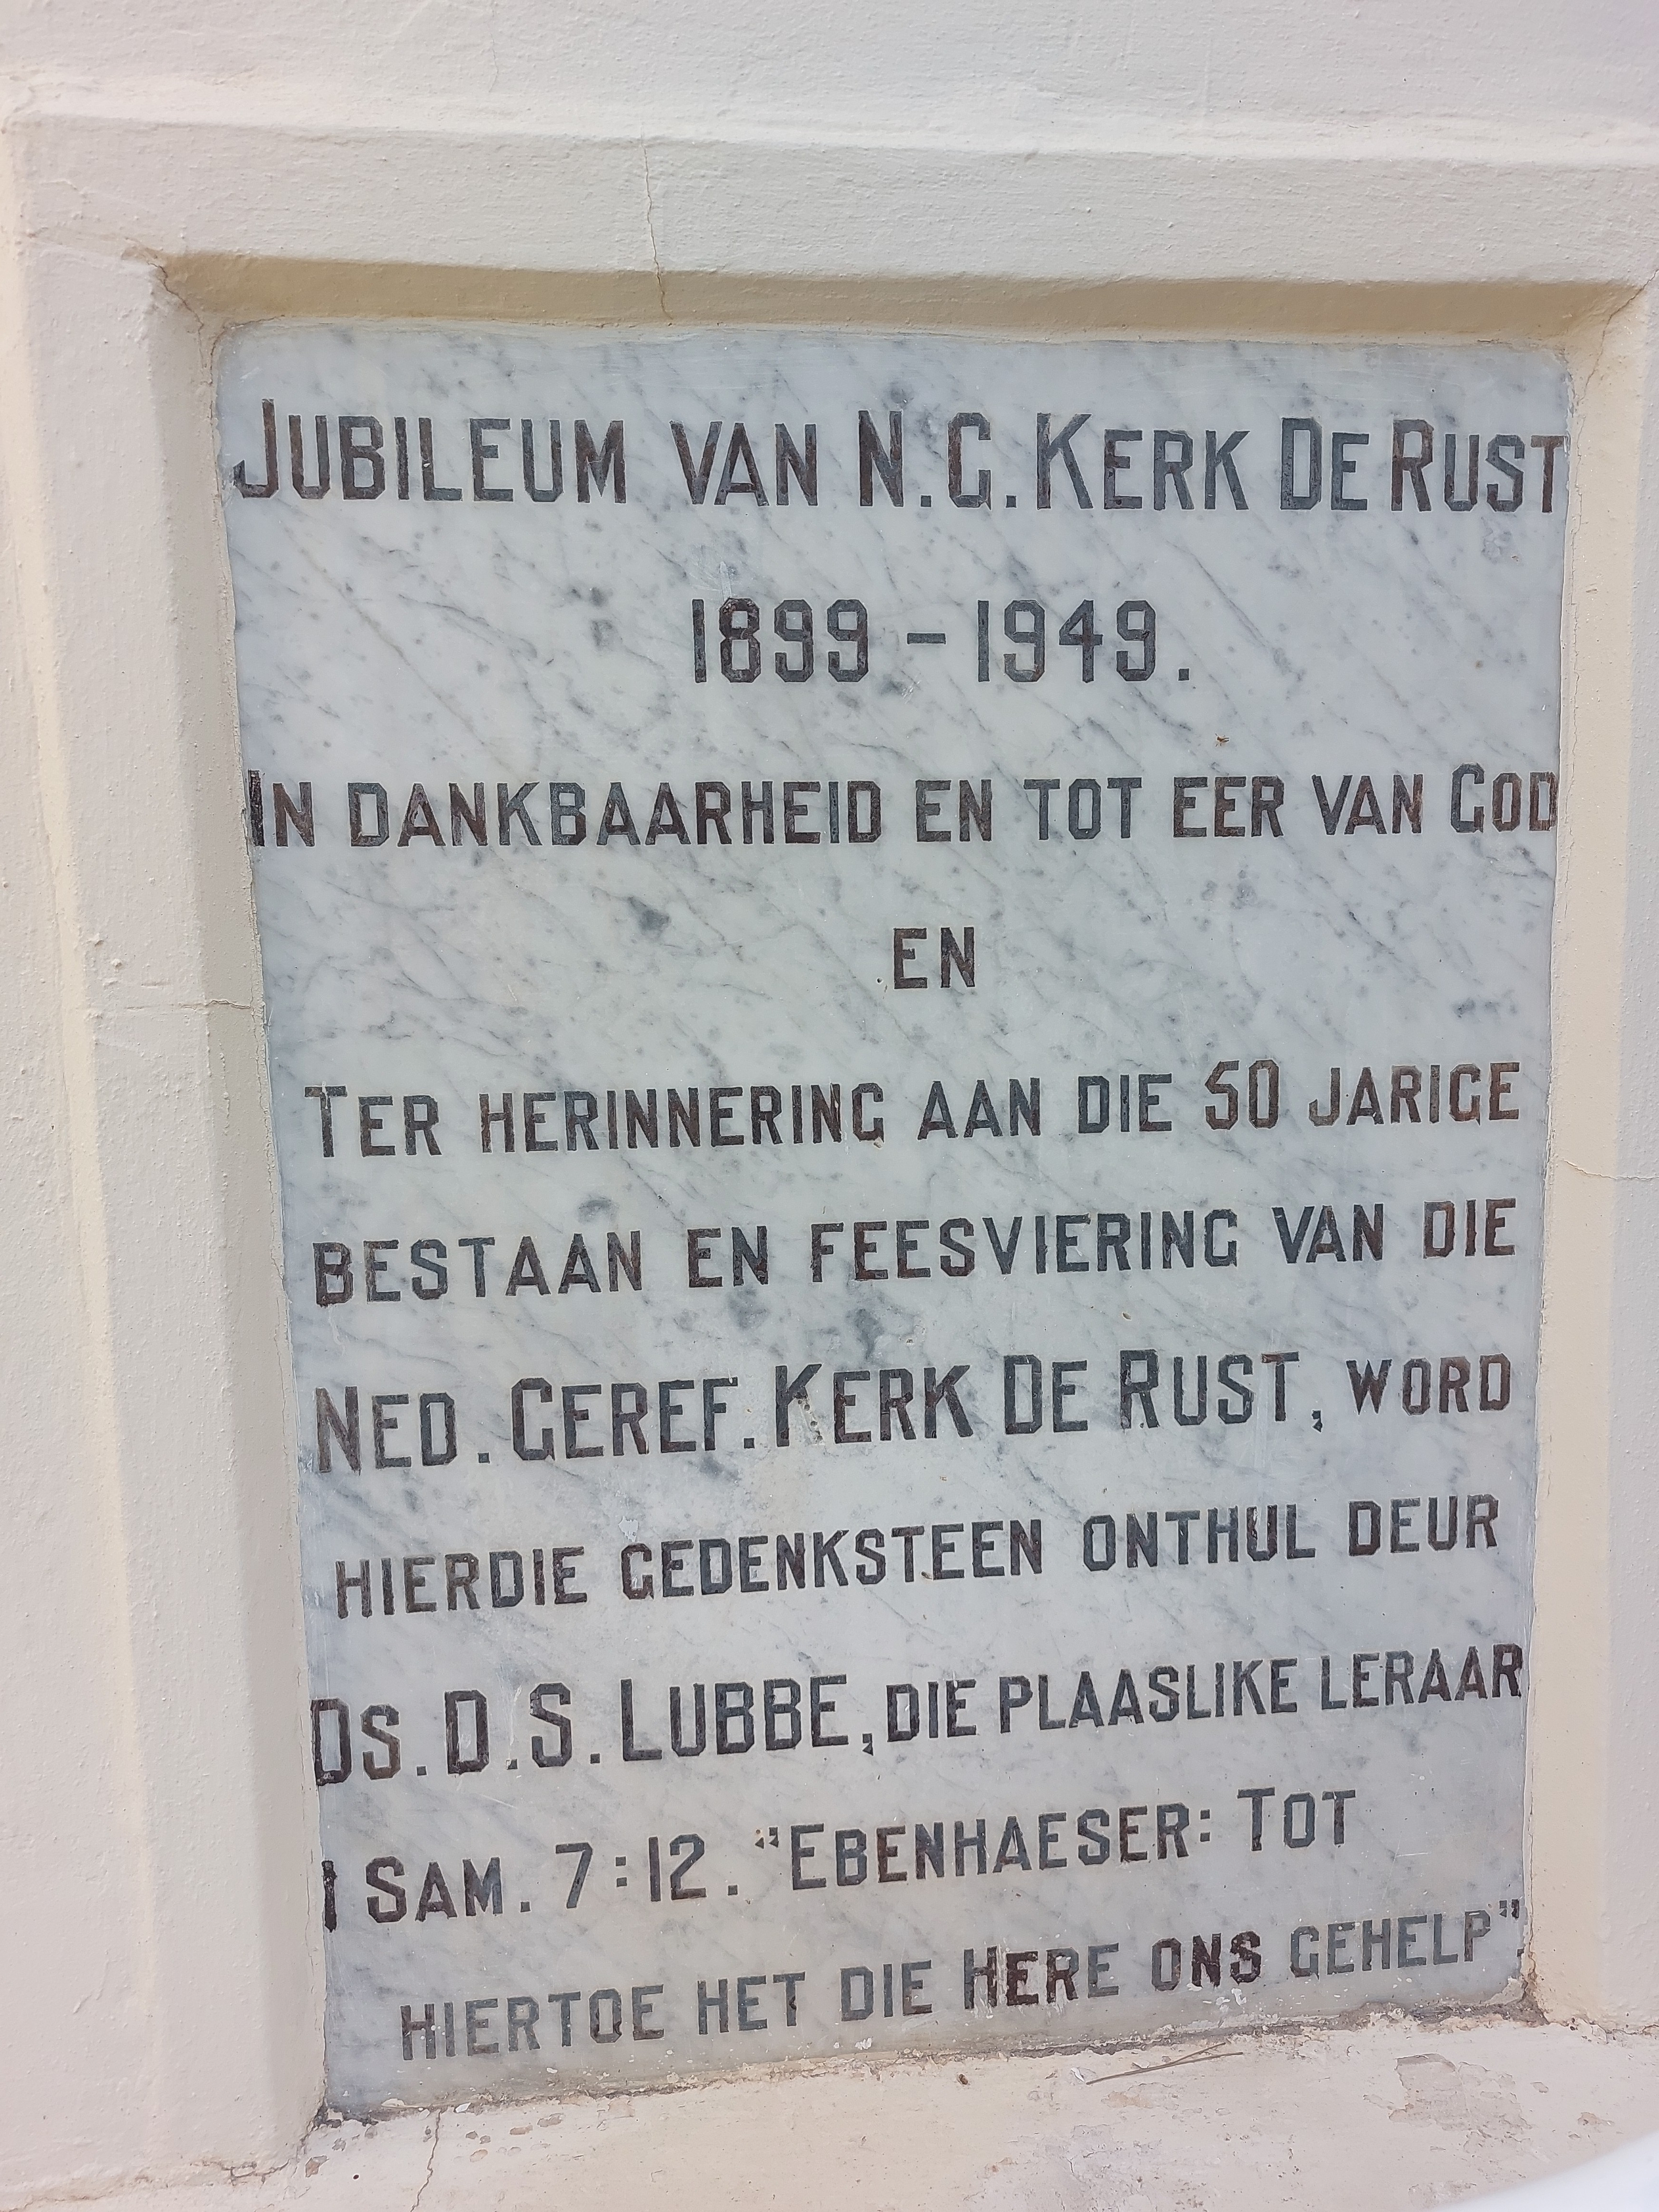 JUBILEUM VAN N.G. KERK DE RUST
1899 - 1949.
IN DANKBAARHEID EN TOT EER VAN GOD
EN
TER HERINNERING AAN DIE 50 JARIGE
BESTAAN EN FEESVIERING VAN DIE
NED. GEREF. KERK DE RUST, WORD
HIERDIE GEDENKSTEEN ONTHUL DEUR
DS. D.S. LUBBE, DIE PLAASLIKE LERAAR
1 SAM. 7:12. "EBENHAESER: TOT
HIERTOE HET DIE HERE ONS GEHELP".